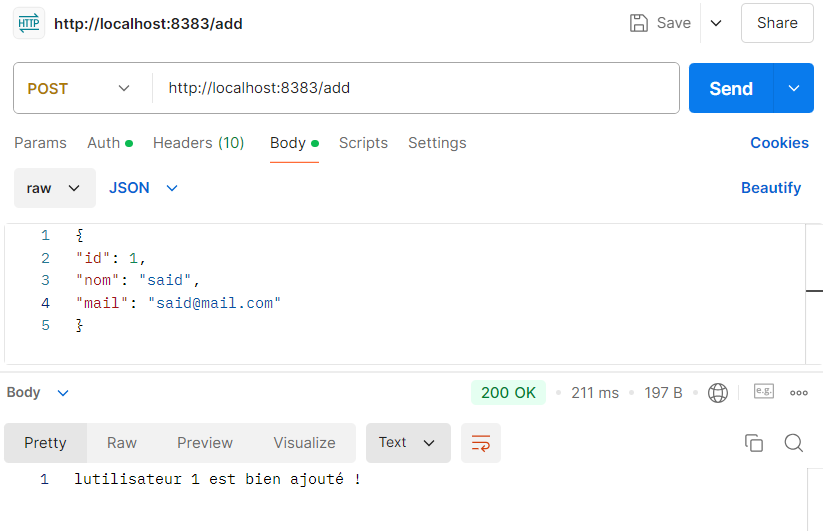 HTTP http://localhost:8383/add Save Share
POST http://localhost:8383/add Send
Params Auth Headers (10) Body Scripts Settings Cookies
raw JSON Beautify
1 {
2 "id": 1,
3 "nom": "said",
4 "mail": "said@mail.com"
5 }
Body 200 OK 211 ms 197 B e.g.
Pretty Raw Preview Visualize Text
1 lutilisateur 1 est bien ajouté !